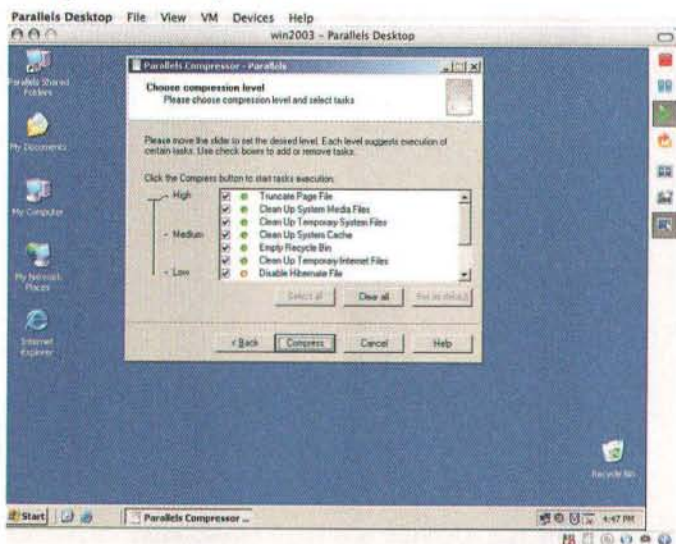 Parallels Desktop File View VM Devices Help
win2003 - Parallels Desktop
Parallels Shared Folders
My Documents
My Computer
My Network Places
Internet Explorer
Parallels Compressor - Parallels
Choose compression level
Please choose compression level and select tasks
Please move the slider to set the desired level. Each level suggests execution of
certain tasks. Use check boxes to add or remove tasks.
Click the Compress button to start tasks execution.
High
Medium
Low
Truncate Page File
Clean Up System Media Files
Clean Up Temporary System Files
Clean Up System Cache
Empty Recycle Bin
Clean Up Temporary Internet Files
Disable Hibernate File
Select all Clear all Set as default
< Back Compress Cancel Help
Recycle Bin
Start Parallels Compressor ... 4:47 PM